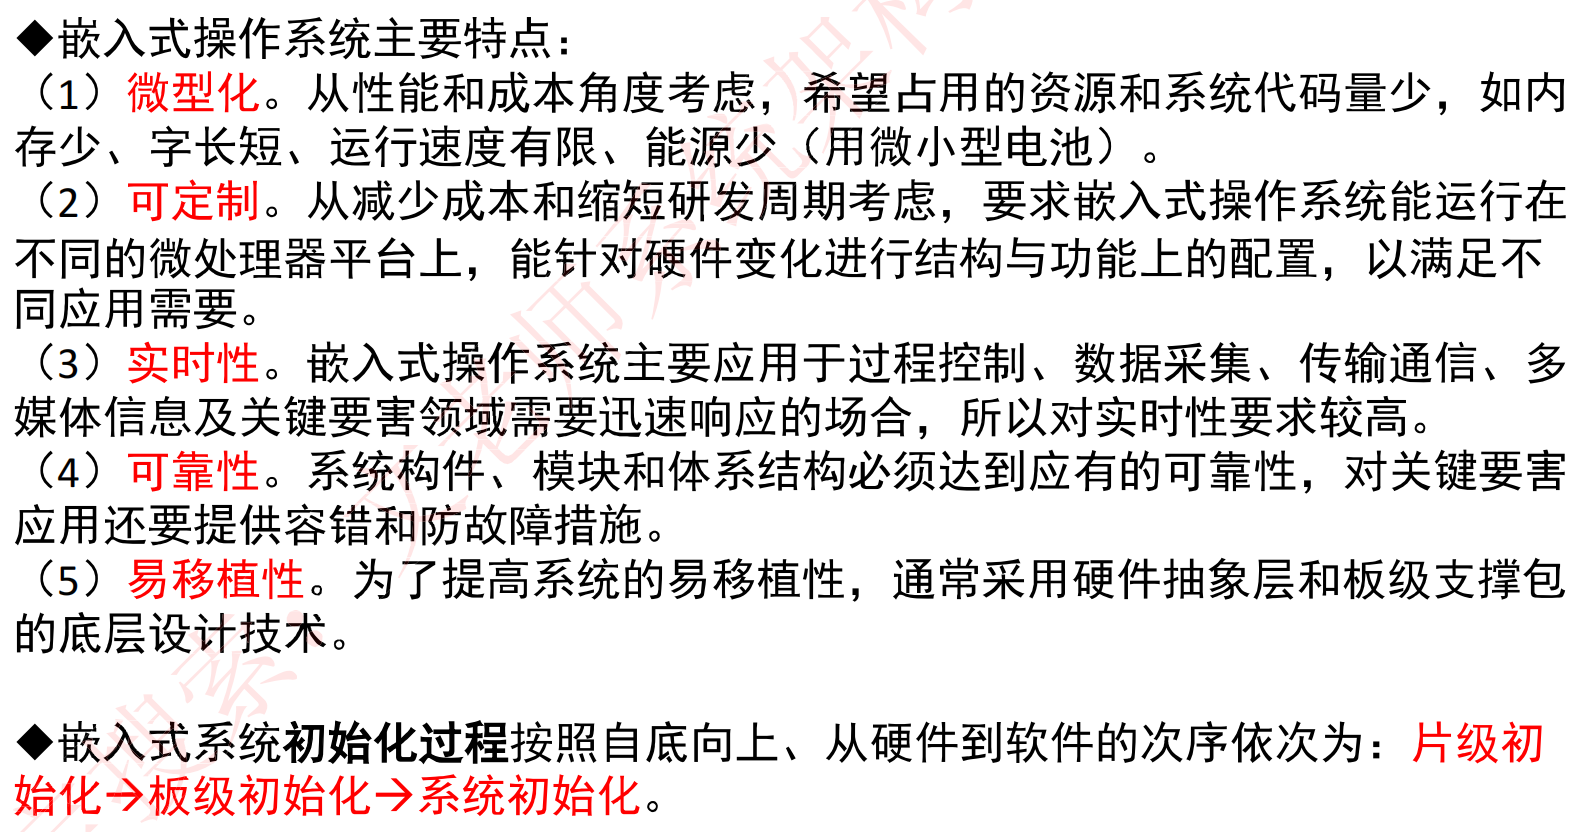 ◆嵌入式操作系统主要特点：
（1）微型化。从性能和成本角度考虑，希望占用的资源和系统代码量少，如内
存少、字长短、运行速度有限、能源少（用微小型电池）。
（2）可定制。从减少成本和缩短研发周期考虑，要求嵌入式操作系统能运行在
不同的微处理器平台上，能针对硬件变化进行结构与功能上的配置，以满足不
同应用需要。
（3）实时性。嵌入式操作系统主要应用于过程控制、数据采集、传输通信、多
媒体信息及关键要害领域需要迅速响应的场合，所以对实时性要求较高。
（4）可靠性。系统构件、模块和体系结构必须达到应有的可靠性，对关键要害
应用还要提供容错和防故障措施。
（5）易移植性。为了提高系统的易移植性，通常采用硬件抽象层和板级支撑包
的底层设计技术。
◆嵌入式系统初始化过程按照自底向上、从硬件到软件的次序依次为：片级初
始化→板级初始化→系统初始化。
搜索：文老师系统架构